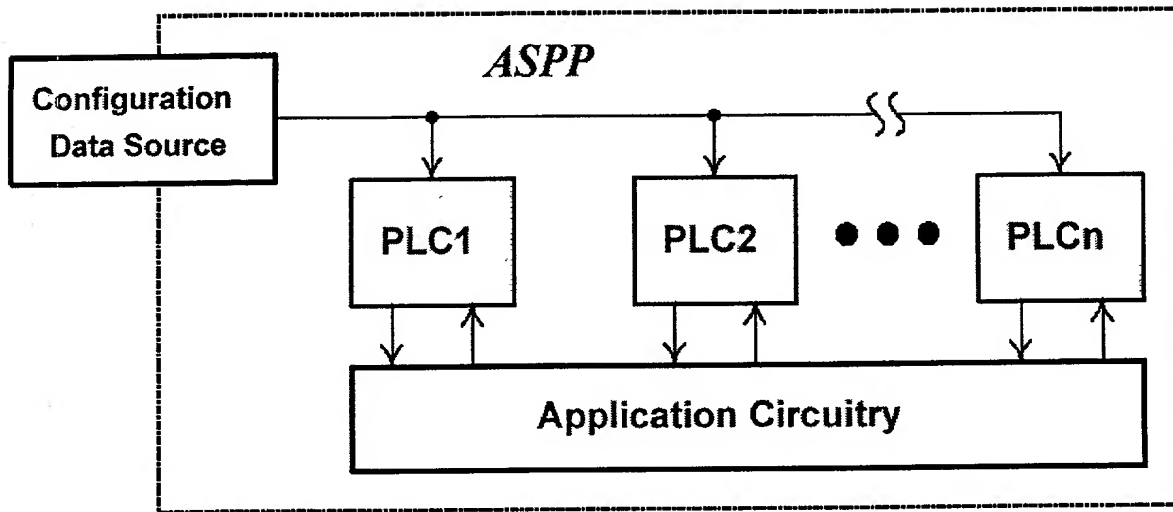 ASPP
Configuration
Data Source
PLC1
PLC2
PLCn
Application Circuitry